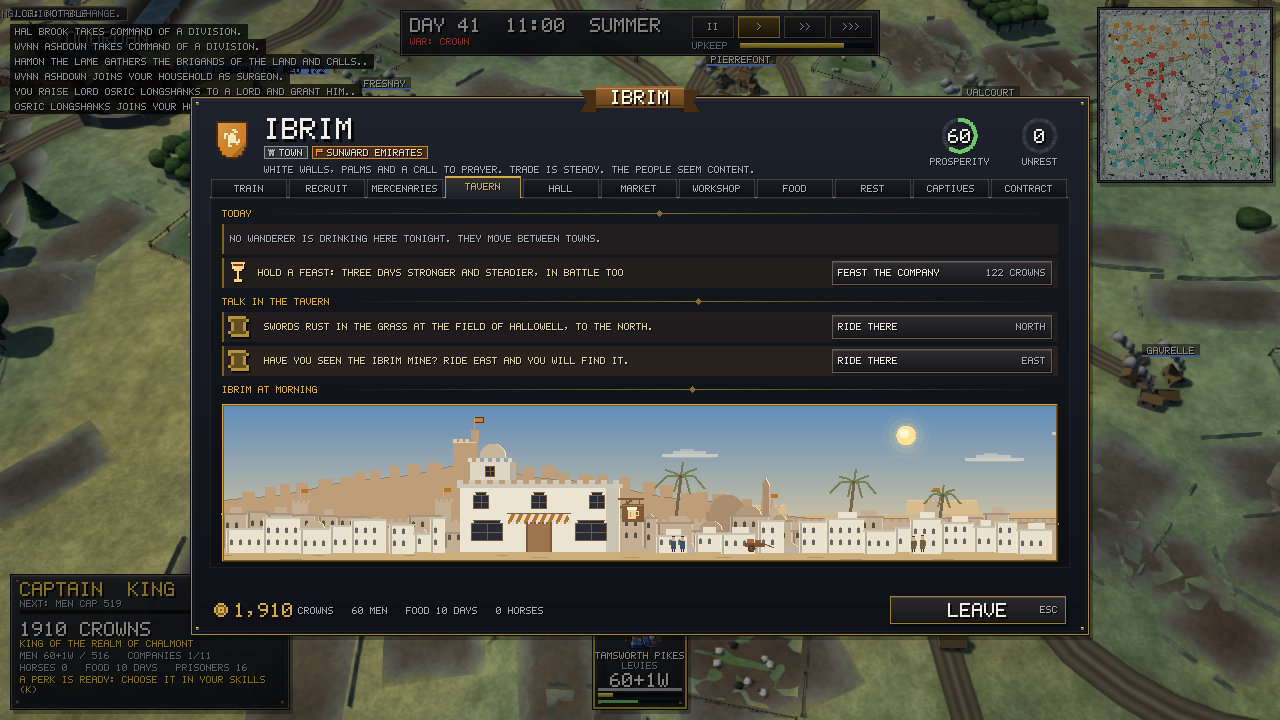 HAL BROOK TAKES COMMAND OF A DIVISION.
WYNN ASHDOWN TAKES COMMAND OF A DIVISION.
HAMON THE LAME GATHERS THE BRIGANDS OF THE LAND AND CALLS..
WYNN ASHDOWN JOINS YOUR HOUSEHOLD AS SURGEON.
YOU RAISE LORD OSRIC LONGSHANKS TO A LORD AND GRANT HIM..
OSRIC LONGSHANKS JOINS YOUR H
DAY 41 11:00 SUMMER
WAR: CROWN
II > >> >>>
UPKEEP
PIERREFONT
FRESNAY
VALCOURT
GAVRELLE
IBRIM
IBRIM
TOWN SUNWARD EMIRATES
WHITE WALLS, PALMS AND A CALL TO PRAYER. TRADE IS STEADY. THE PEOPLE SEEM CONTENT.
60
PROSPERITY
0
UNREST
TRAIN RECRUIT MERCENARIES TAVERN HALL MARKET WORKSHOP FOOD REST CAPTIVES CONTRACT
TODAY
NO WANDERER IS DRINKING HERE TONIGHT. THEY MOVE BETWEEN TOWNS.
HOLD A FEAST: THREE DAYS STRONGER AND STEADIER, IN BATTLE TOO
FEAST THE COMPANY 122 CROWNS
TALK IN THE TAVERN
SWORDS RUST IN THE GRASS AT THE FIELD OF HALLOWELL, TO THE NORTH.
RIDE THERE NORTH
HAVE YOU SEEN THE IBRIM MINE? RIDE EAST AND YOU WILL FIND IT.
RIDE THERE EAST
IBRIM AT MORNING
1,910 CROWNS 60 MEN FOOD 10 DAYS 0 HORSES
LEAVE ESC
CAPTAIN KING
NEXT: MEN CAP 519
1910 CROWNS
KING OF THE REALM OF CHALMONT
MEN 60+1W / 516 COMPANIES 1/11
HORSES 0 FOOD 10 DAYS PRISONERS 16
A PERK IS READY: CHOOSE IT IN YOUR SKILLS
(K)
TAMSWORTH PIKES
LEVIES
60+1W